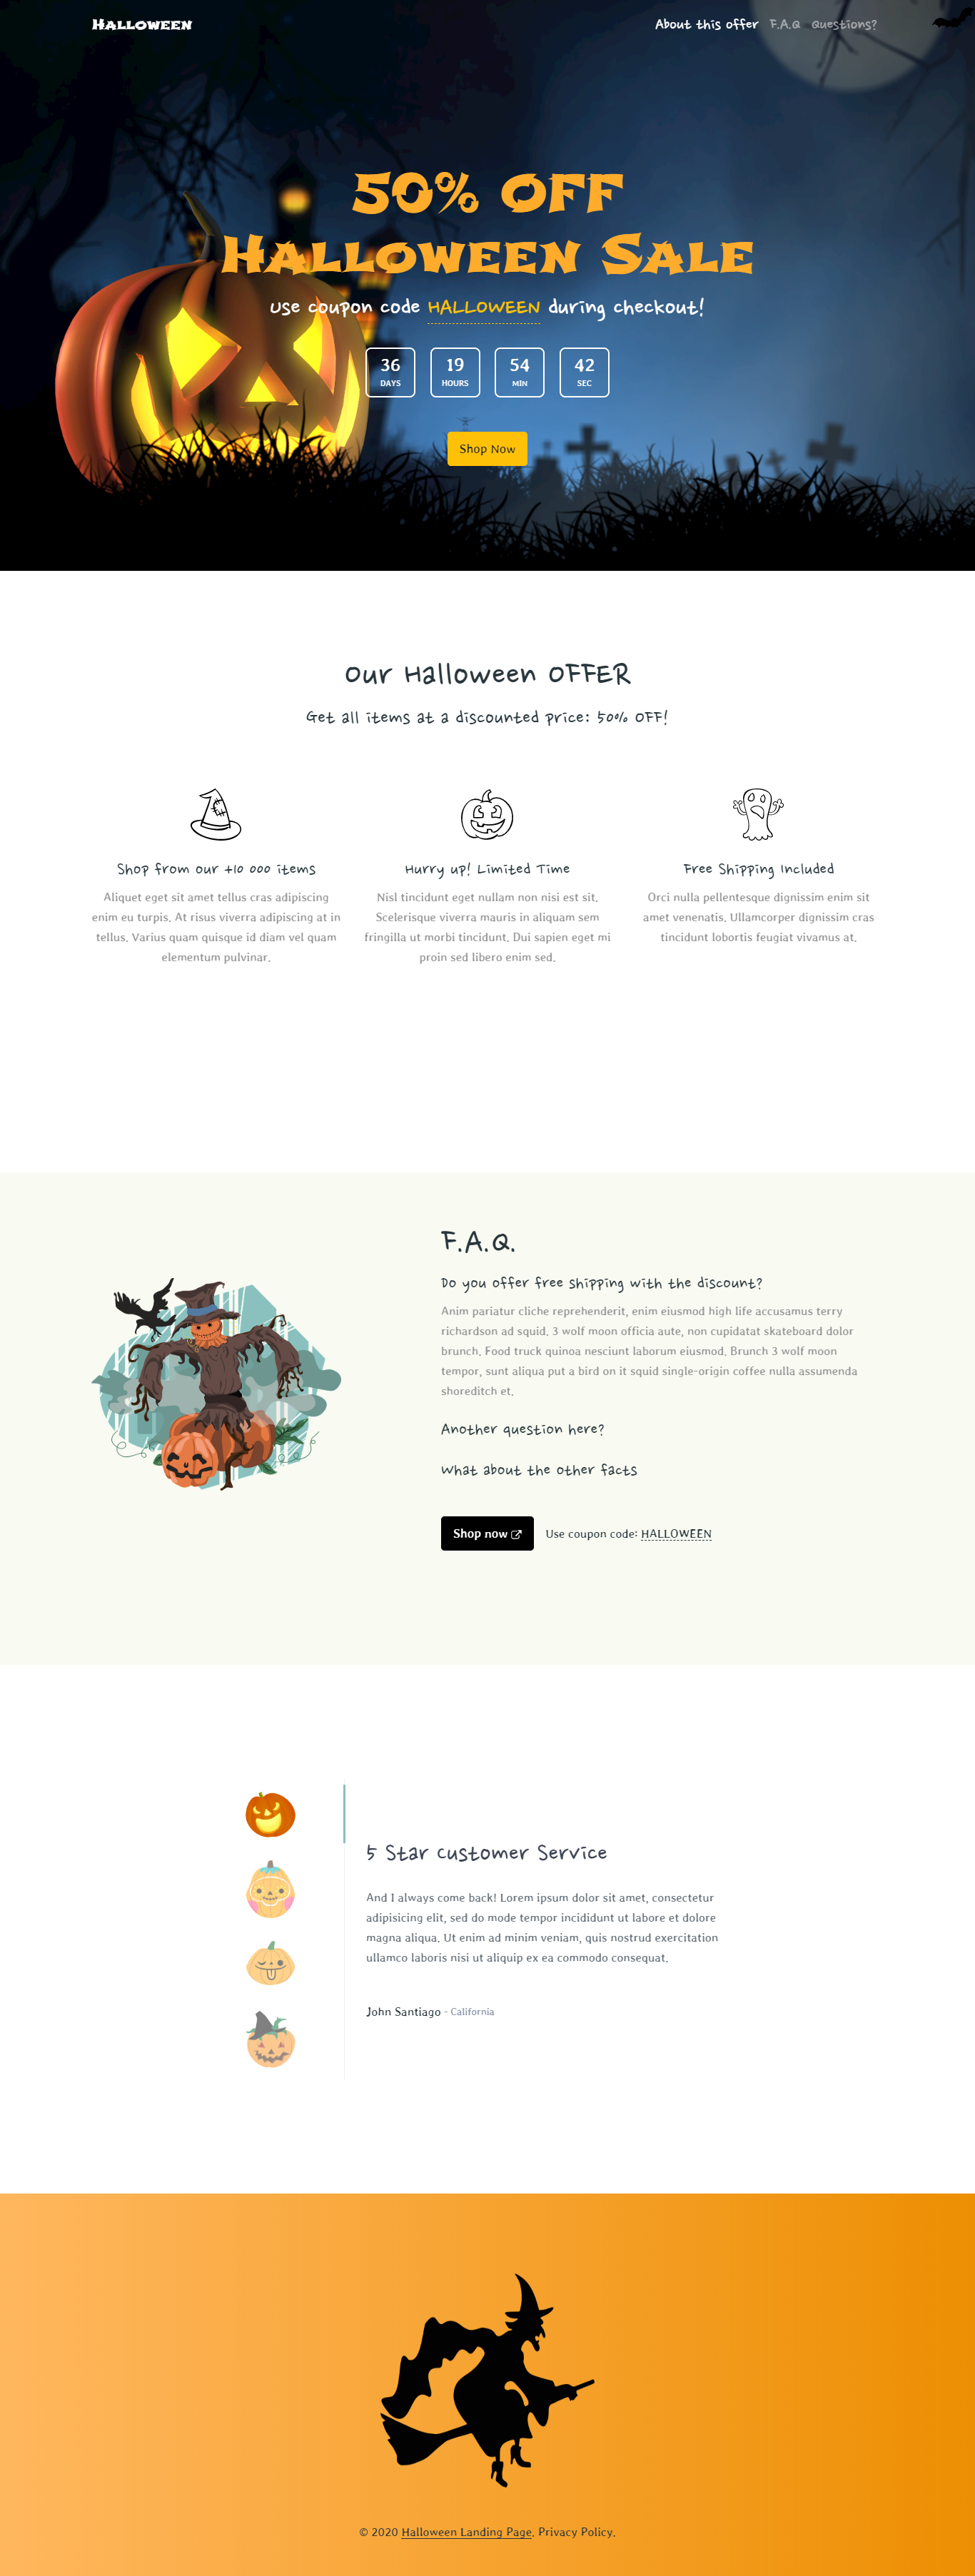 Halloween
About this offer F.A.Q Questions?
50% OFF
Halloween Sale
Use coupon code HALLOWEEN during checkout!
36 19 54 42
DAYS HOURS MIN SEC
Shop Now
Our Halloween OFFER
Get all items at a discounted price: 50% OFF!
Shop from our +10 000 items
Aliquet eget sit amet tellus cras adipiscing
enim eu turpis. At risus viverra adipiscing at in
tellus. Varius quam quisque id diam vel quam
elementum pulvinar.
Hurry up! Limited Time
Nisl tincidunt eget nullam non nisi est sit.
Scelerisque viverra mauris in aliquam sem
fringilla ut morbi tincidunt. Dui sapien eget mi
proin sed libero enim sed.
Free Shipping Included
Orci nulla pellentesque dignissim enim sit
amet venenatis. Ullamcorper dignissim cras
tincidunt lobortis feugiat vivamus at.
F.A.Q.
Do you offer free shipping with the discount?
Anim pariatur cliche reprehenderit, enim eiusmod high life accusamus terry
richardson ad squid. 3 wolf moon officia aute, non cupidatat skateboard dolor
brunch. Food truck quinoa nesciunt laborum eiusmod. Brunch 3 wolf moon
tempor, sunt aliqua put a bird on it squid single-origin coffee nulla assumenda
shoreditch et.
Another question here?
What about the other facts
Shop now Use coupon code: HALLOWEEN
5 Star Customer Service
And I always come back! Lorem ipsum dolor sit amet, consectetur
adipisicing elit, sed do mode tempor incididunt ut labore et dolore
magna aliqua. Ut enim ad minim veniam, quis nostrud exercitation
ullamco laboris nisi ut aliquip ex ea commodo consequat.
John Santiago - California
© 2020 Halloween Landing Page. Privacy Policy.